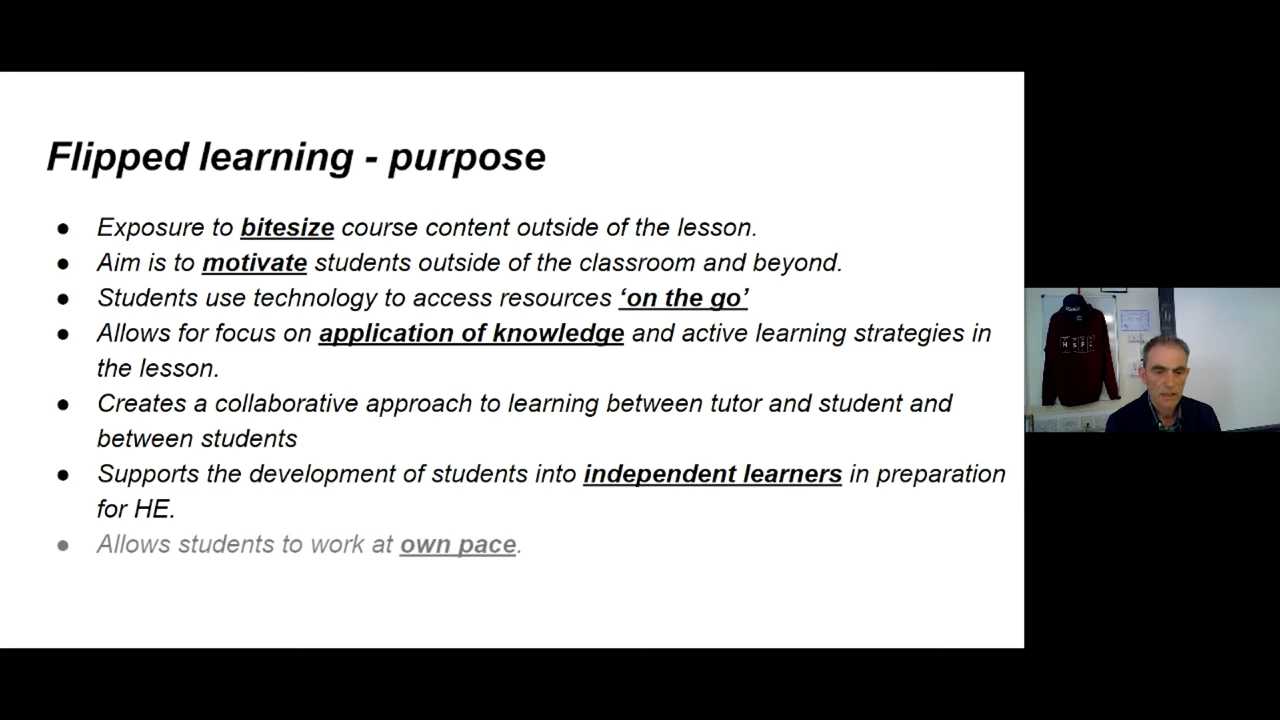 Flipped learning - purpose
● Exposure to bitesize course content outside of the lesson.
● Aim is to motivate students outside of the classroom and beyond.
● Students use technology to access resources ‘on the go’
● Allows for focus on application of knowledge and active learning strategies in
the lesson.
● Creates a collaborative approach to learning between tutor and student and
between students
● Supports the development of students into independent learners in preparation
for HE.
● Allows students to work at own pace.